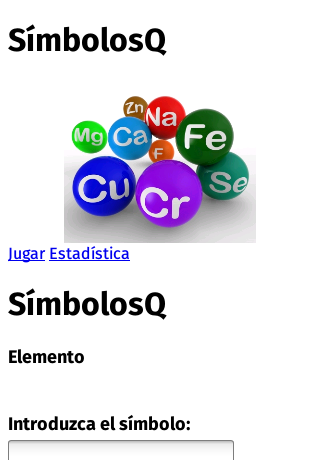 SímbolosQ
Zn Na
Mg Ca Fe
F
Cu Cr Se
Jugar Estadística
SímbolosQ
Elemento
Introduzca el símbolo: